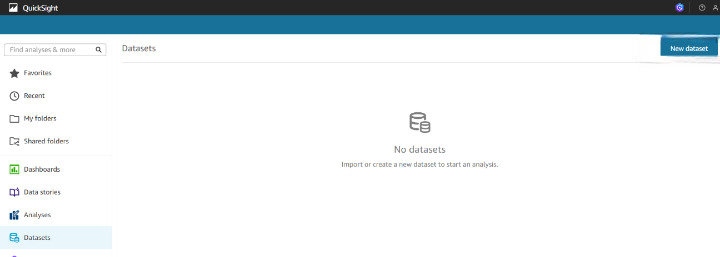 QuickSight
Find analyses & more
Datasets
New dataset
Favorites
Recent
My folders
Shared folders
Dashboards
Data stories
Analyses
Datasets
No datasets
Import or create a new dataset to start an analysis.